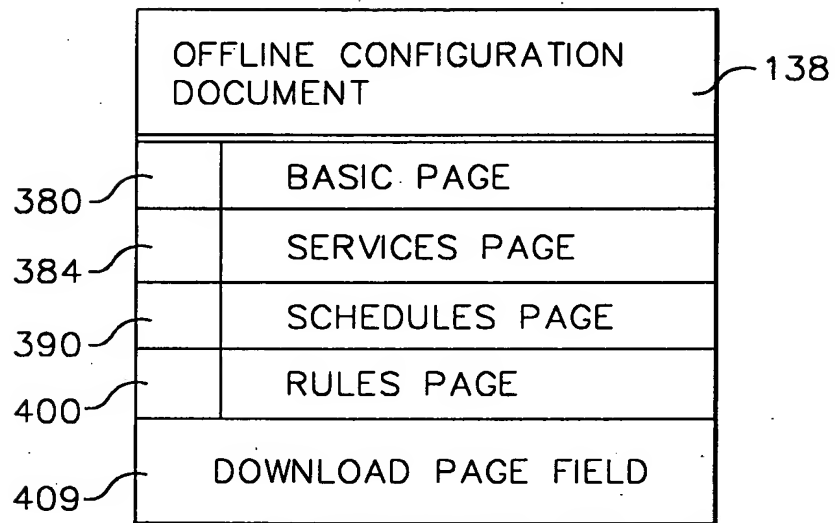 OFFLINE CONFIGURATION
DOCUMENT
138
380
BASIC PAGE
384
SERVICES PAGE
390
SCHEDULES PAGE
400
RULES PAGE
409
DOWNLOAD PAGE FIELD